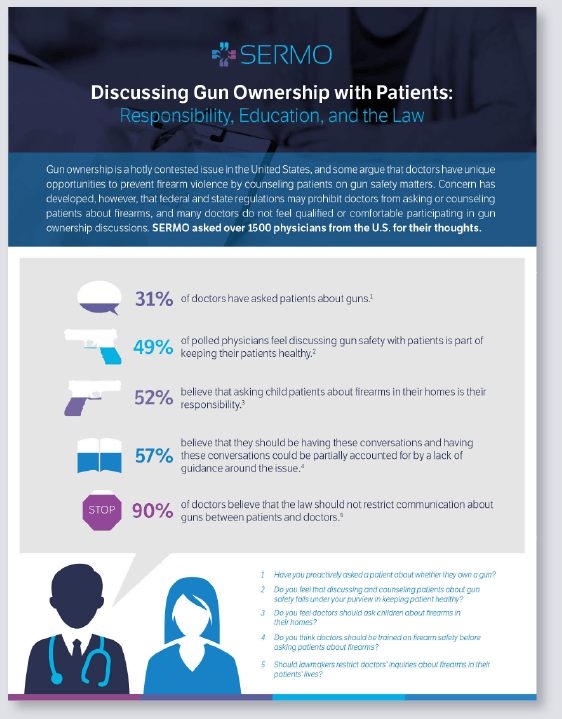 SERMO
Discussing Gun Ownership with Patients:
Responsibility, Education, and the Law
Gun ownership is a hotly contested issue in the United States, and some argue that doctors have unique
opportunities to prevent firearm violence by counseling patients on gun safety matters. Concern has
developed, however, that federal and state regulations may prohibit doctors from asking or counseling
patients about firearms, and many doctors do not feel qualified or comfortable participating in gun
ownership discussions. SERMO asked over 1500 physicians from the U.S. for their thoughts.
31% of doctors have asked patients about guns.1
49% of polled physicians feel discussing gun safety with patients is part of
keeping their patients healthy.2
52% believe that asking child patients about firearms in their homes is their
responsibility.3
57% believe that they should be having these conversations and having
these conversations could be partially accounted for by a lack of
guidance around the issue.4
STOP 90% of doctors believe that the law should not restrict communication about
guns between patients and doctors.5
1 Have you proactively asked a patient about whether they own a gun?
2 Do you feel that discussing and counseling patients about gun
safety falls under your purview in keeping patient healthy?
3 Do you feel doctors should ask children about firearms in
their homes?
4 Do you think doctors should be trained on firearm safety before
asking patients about firearms?
5 Should lawmakers restrict doctors' inquiries about firearms in their
patients' lives?